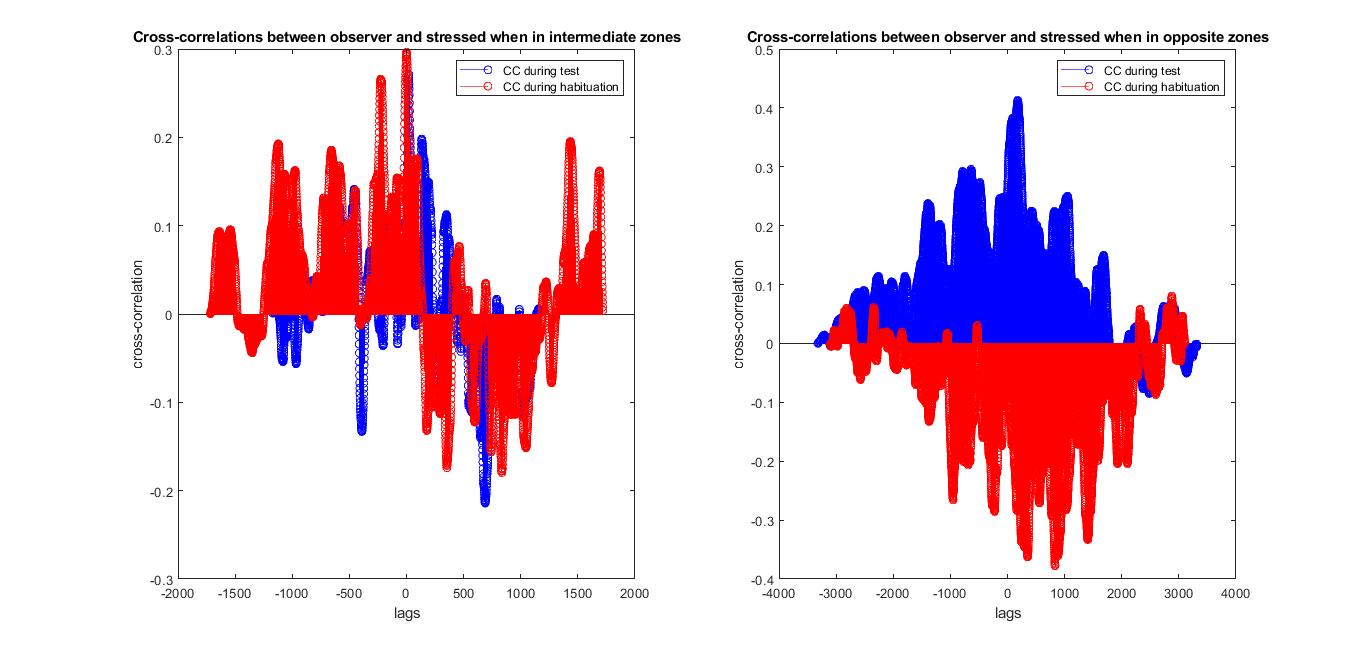 Cross-correlations between observer and stressed when in intermediate zones
0.3
0.2
0.1
0
-0.1
-0.2
-0.3
cross-correlation
-2000 -1500 -1000 -500 0 500 1000 1500 2000
lags
CC during test
CC during habituation
Cross-correlations between observer and stressed when in opposite zones
0.5
0.4
0.3
0.2
0.1
0
-0.1
-0.2
-0.3
-0.4
cross-correlation
-4000 -3000 -2000 -1000 0 1000 2000 3000 4000
lags
CC during test
CC during habituation